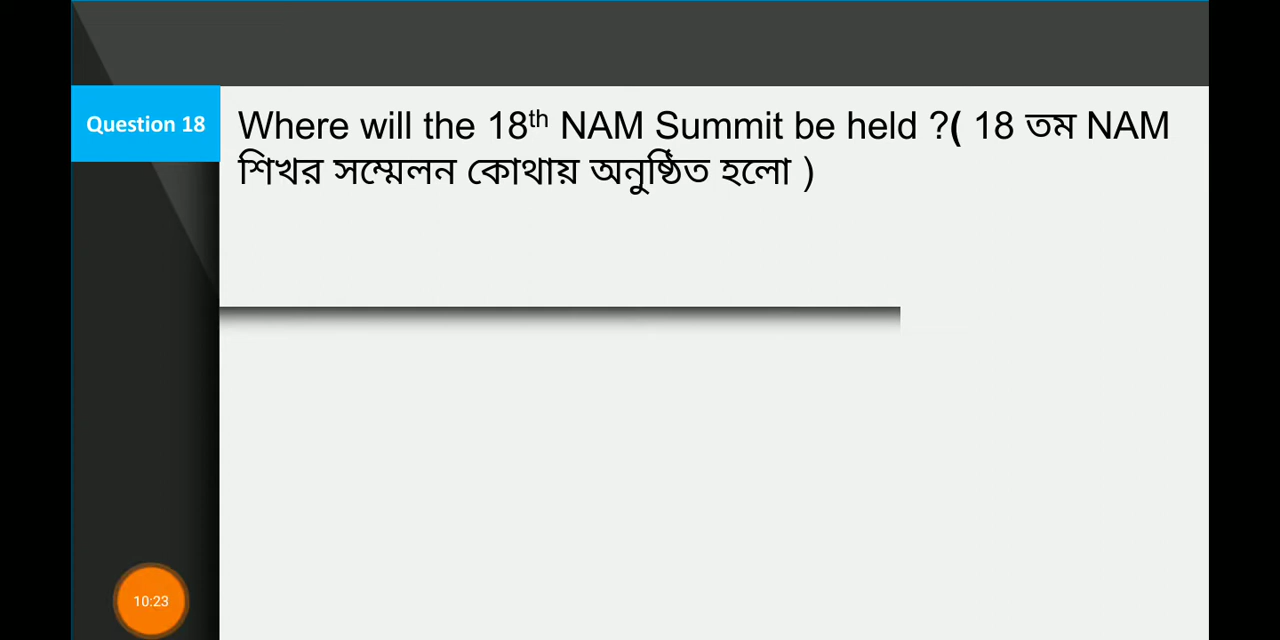 Question 18
Where will the 18th NAM Summit be held ?( 18 তম NAM
শিখর সম্মেলন কোথায় অনুষ্ঠিত হলো )
10:23